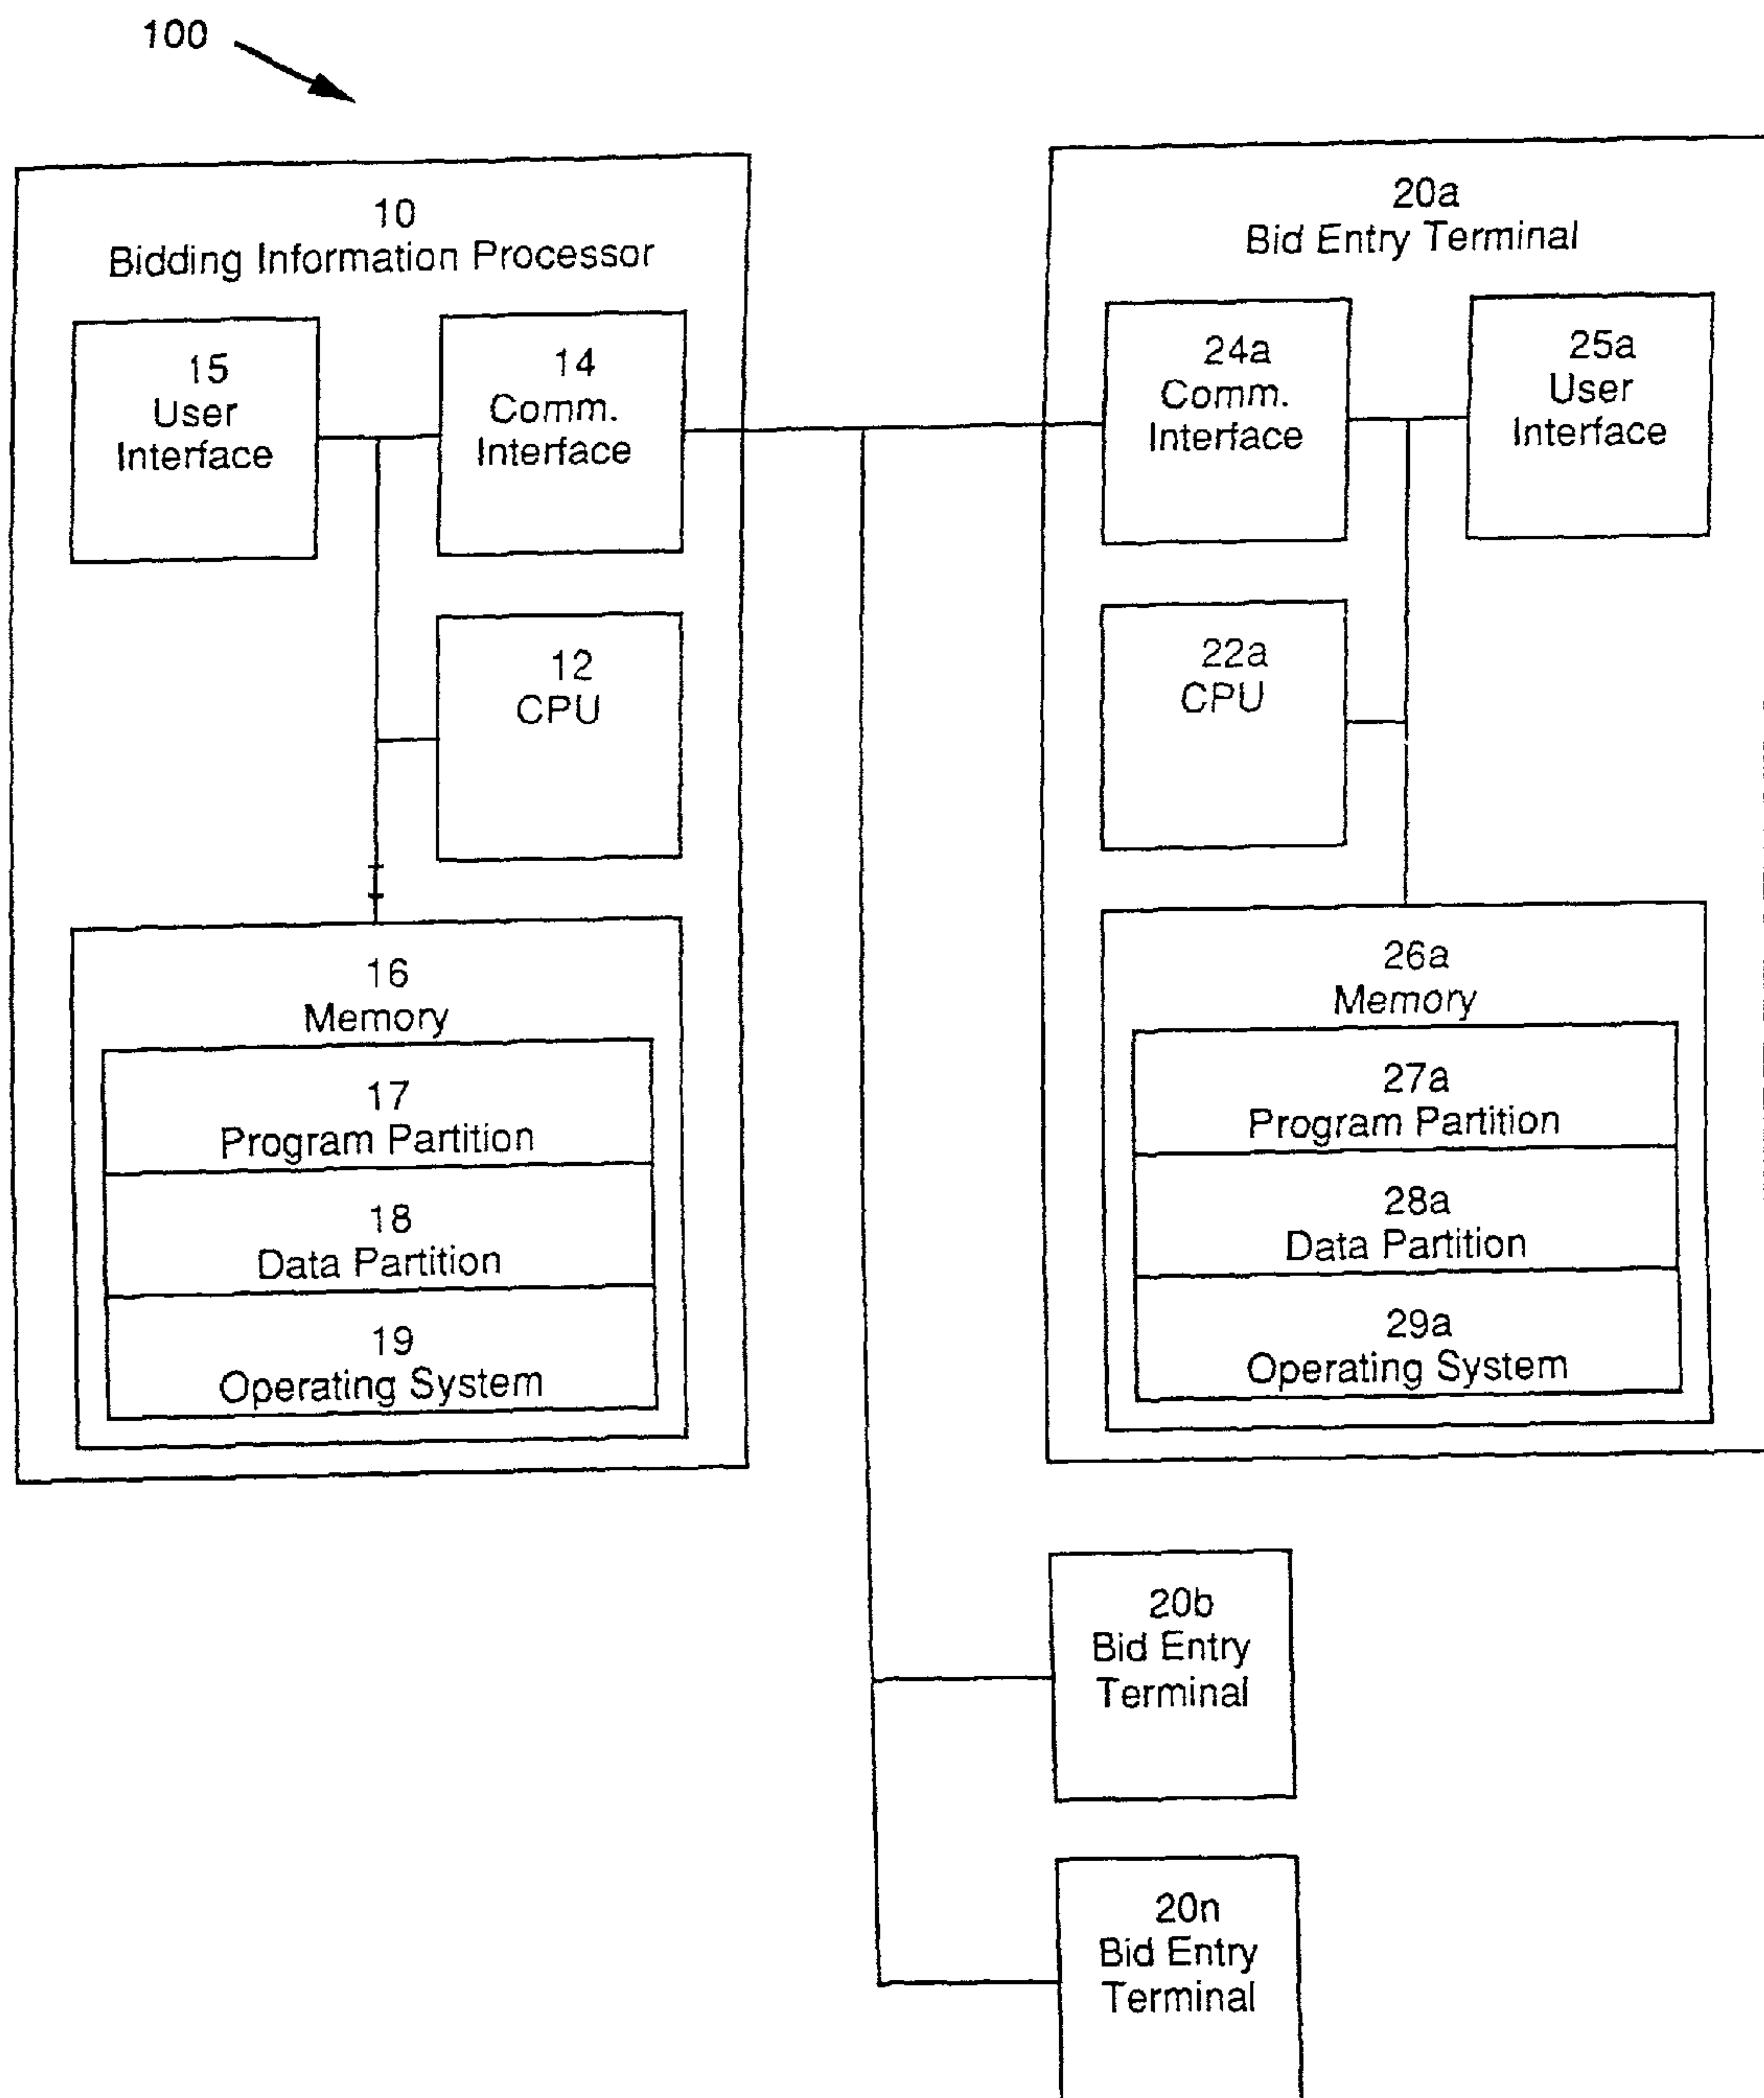 100
10
Bidding Information Processor
15
User
Interface
14
Comm.
Interface
12
CPU
16
Memory
17
Program Partition
18
Data Partition
19
Operating System
20a
Bid Entry Terminal
24a
Comm.
Interface
25a
User
Interface
22a
CPU
26a
Memory
27a
Program Partition
28a
Data Partition
29a
Operating System
20b
Bid Entry
Terminal
20n
Bid Entry
Terminal